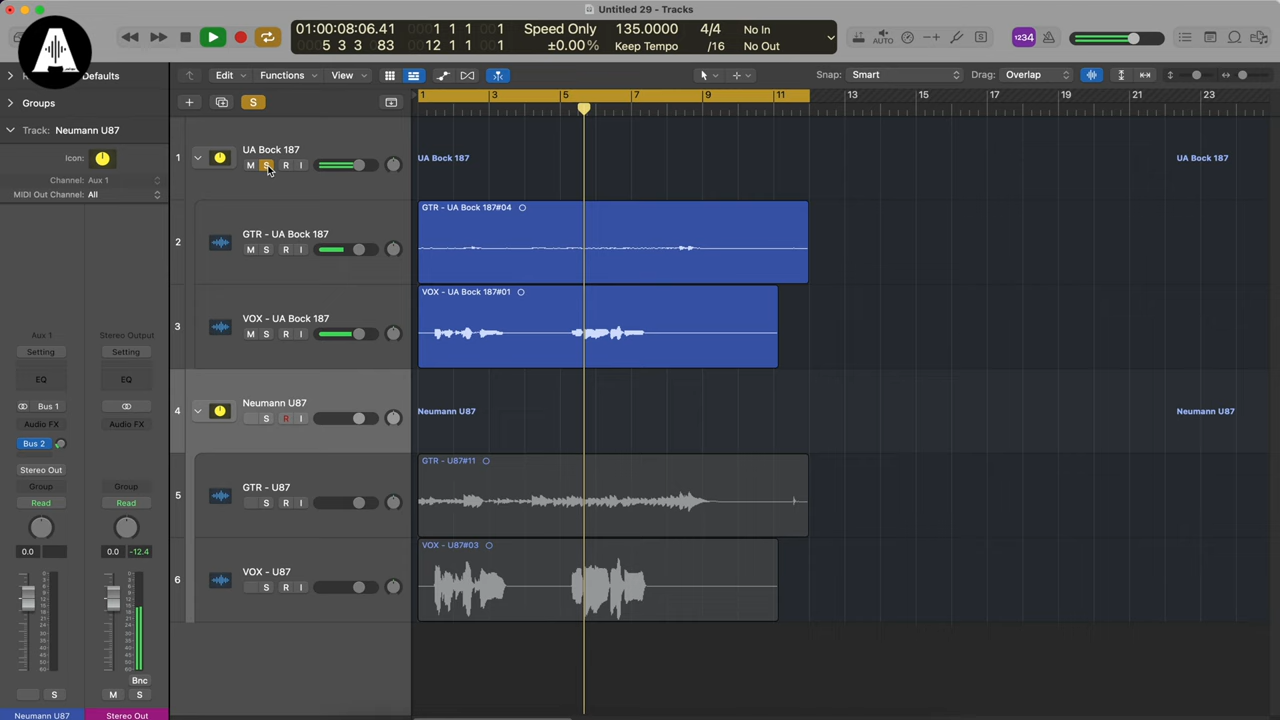 Untitled 29 - Tracks
01:00:08:06.41
5 3 3 83
1 1 1
12 1 1 1
Speed Only
±0.00%
135.0000
Keep Tempo
4/4
/16
No In
No Out
AUTO
S
1234
A
Defaults
Groups
Track: Neumann U87
Icon:
Channel: Aux 1
MIDI Out Channel: All
Edit
Functions
View
Snap: Smart
Drag: Overlap
S
1 3 5 7 9 11 13 15 17 19 21 23
1
UA Bock 187
M S R I
UA Bock 187
UA Bock 187
2
GTR - UA Bock 187
M S R I
GTR - UA Bock 187#04
3
VOX - UA Bock 187
M S R I
VOX - UA Bock 187#01
4
Neumann U87
S R I
Neumann U87
Neumann U87
5
GTR - U87
S R I
GTR - U87#11
6
VOX - U87
S R I
VOX - U87#03
Aux 1
Stereo Output
Setting
Setting
EQ
EQ
Bus 1
Audio FX
Audio FX
Bus 2
Stereo Out
Group
Group
Read
Read
0.0
0.0 -12.4
Bnc
S
M S
Neumann U87
Stereo Out